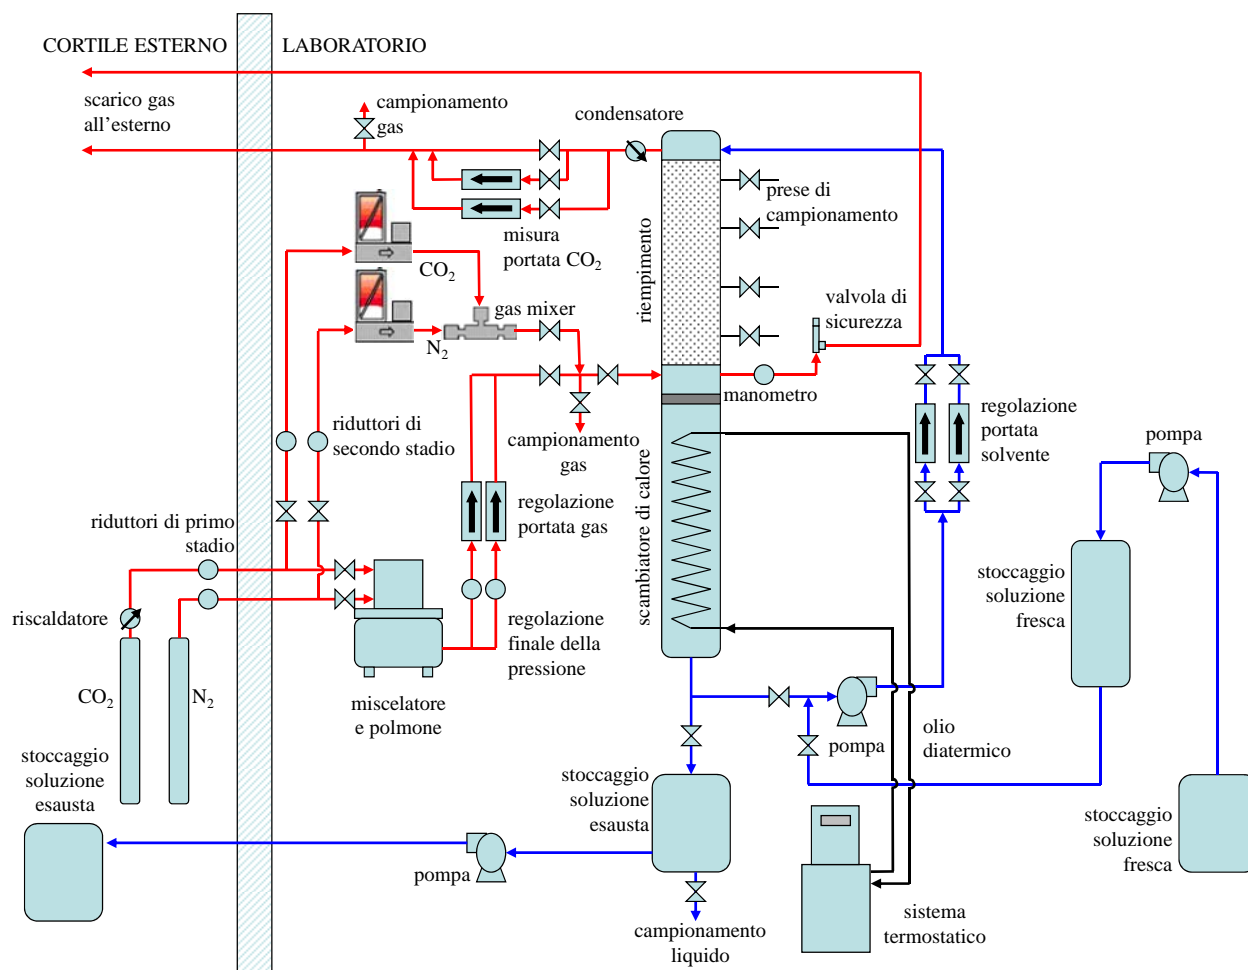 CORTILE ESTERNO
LABORATORIO
scarico gas
all’esterno
campionamento
gas
condensatore
prese di
campionamento
misura
portata CO2
riempimento
CO2
gas mixer
N2
valvola di
sicurezza
manometro
riduttori di
secondo stadio
campionamento
gas
regolazione
portata
solvente
pompa
scambiatore di calore
regolazione
portata gas
riduttori di primo
stadio
stoccaggio
soluzione
fresca
riscaldatore
regolazione
finale della
pressione
CO2
N2
miscelatore
e polmone
pompa
olio
diatermico
stoccaggio
soluzione
esausta
stoccaggio
soluzione
esausta
stoccaggio
soluzione
fresca
pompa
sistema
termostatico
campionamento
liquido